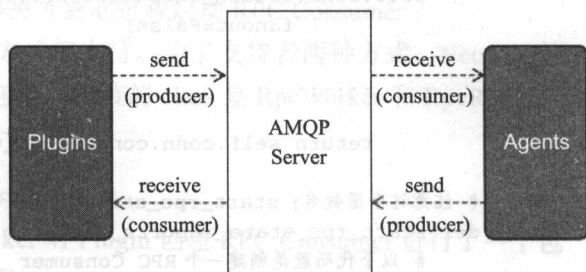 send
receive
(producer)
(consumer)
Plugins
AMQP
Server
Agents
receive
send
(consumer)
(producer)